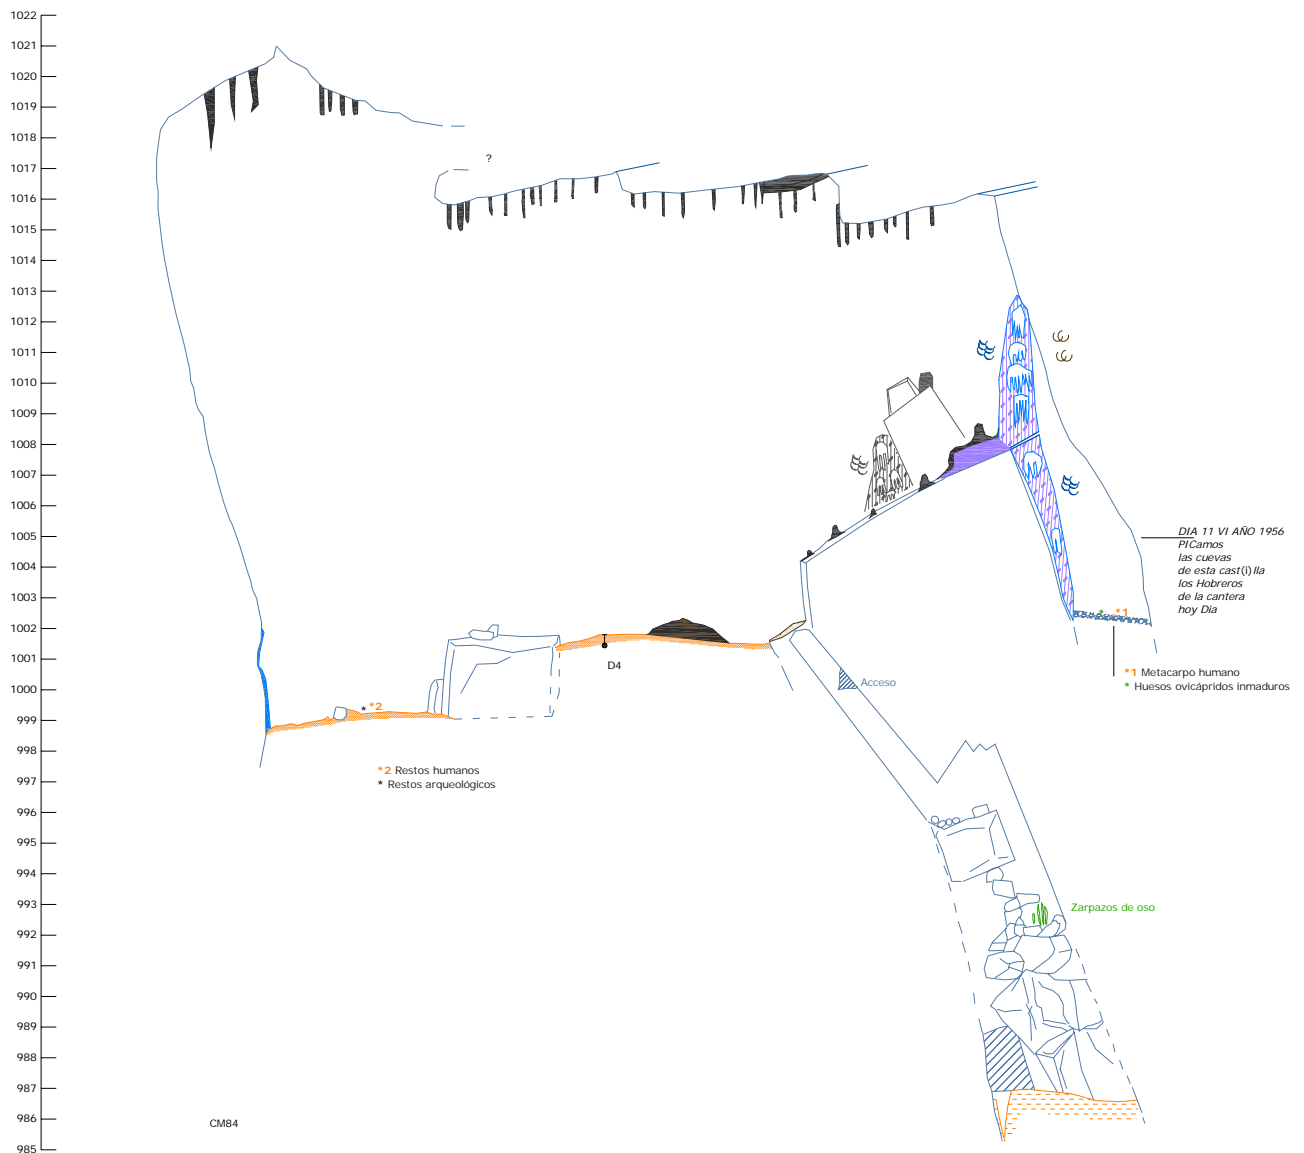 1022
1021
1020
1019
1018
1017
1016
1015
1014
1013
1012
1011
1010
1009
1008
1007
1006
1005
1004
1003
1002
1001
1000
999
998
997
996
995
994
993
992
991
990
989
988
987
986
985
?
DIA 11 VI AÑO 1956
PICamos
las cuevas
de esta cast(i)lla
los Hobreros
de la cantera
hoy Dia
* *1
*1 Metacarpo humano
* Huesos ovicápridos inmaduros
D4
Acceso
* *2
*2 Restos humanos
* Restos arqueológicos
Zarpazos de oso
CM84